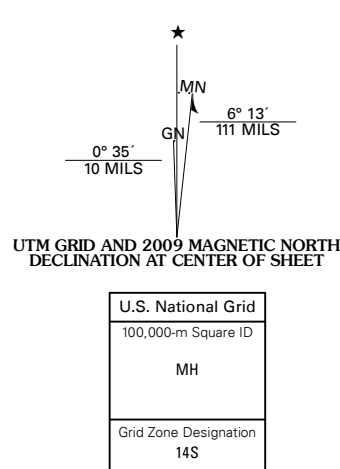 ★
MN
6° 13´
111 MILS
GN
0° 35´
10 MILS
UTM GRID AND 2009 MAGNETIC NORTH
DECLINATION AT CENTER OF SHEET
U.S. National Grid
100,000-m Square ID
MH
Grid Zone Designation
14S